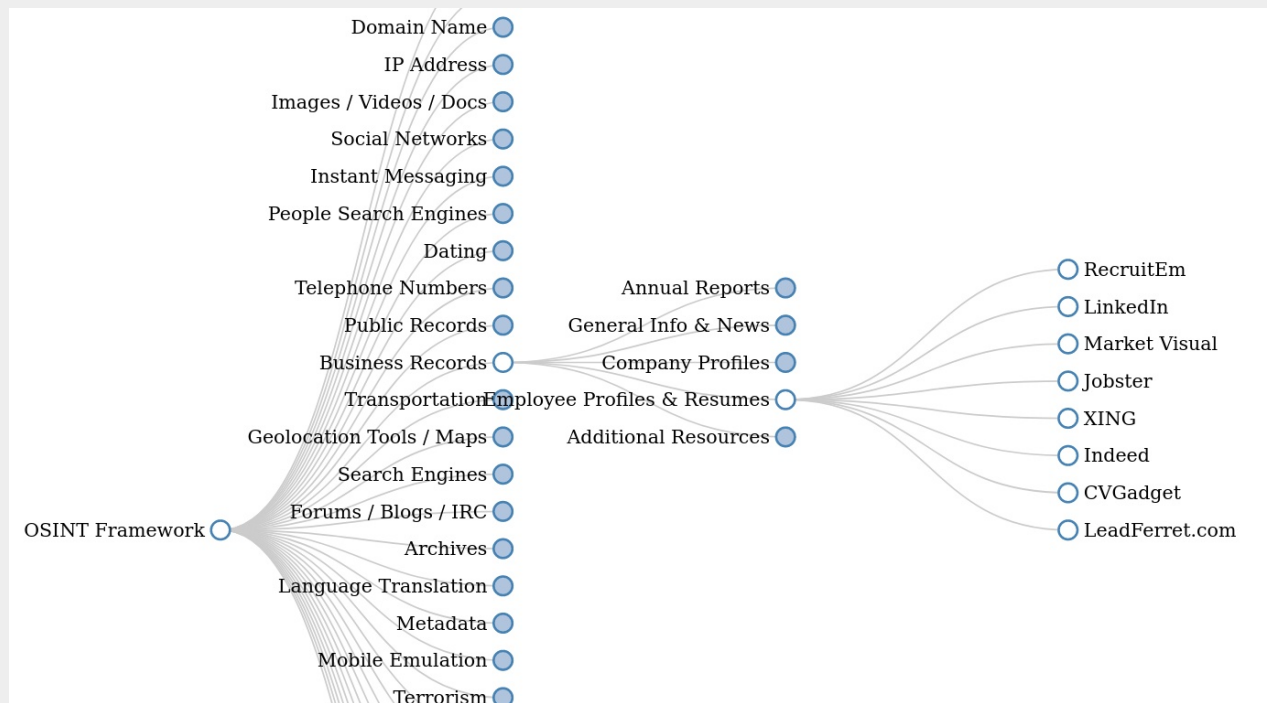 Domain Name
IP Address
Images / Videos / Docs
Social Networks
Instant Messaging
People Search Engines
Dating
Telephone Numbers
Public Records
Business Records
Transportation
Geolocation Tools / Maps
Search Engines
Forums / Blogs / IRC
Archives
Language Translation
Metadata
Mobile Emulation
Terrorism
OSINT Framework
Annual Reports
General Info & News
Company Profiles
Employee Profiles & Resumes
Additional Resources
RecruitEm
LinkedIn
Market Visual
Jobster
XING
Indeed
CVGadget
LeadFerret.com